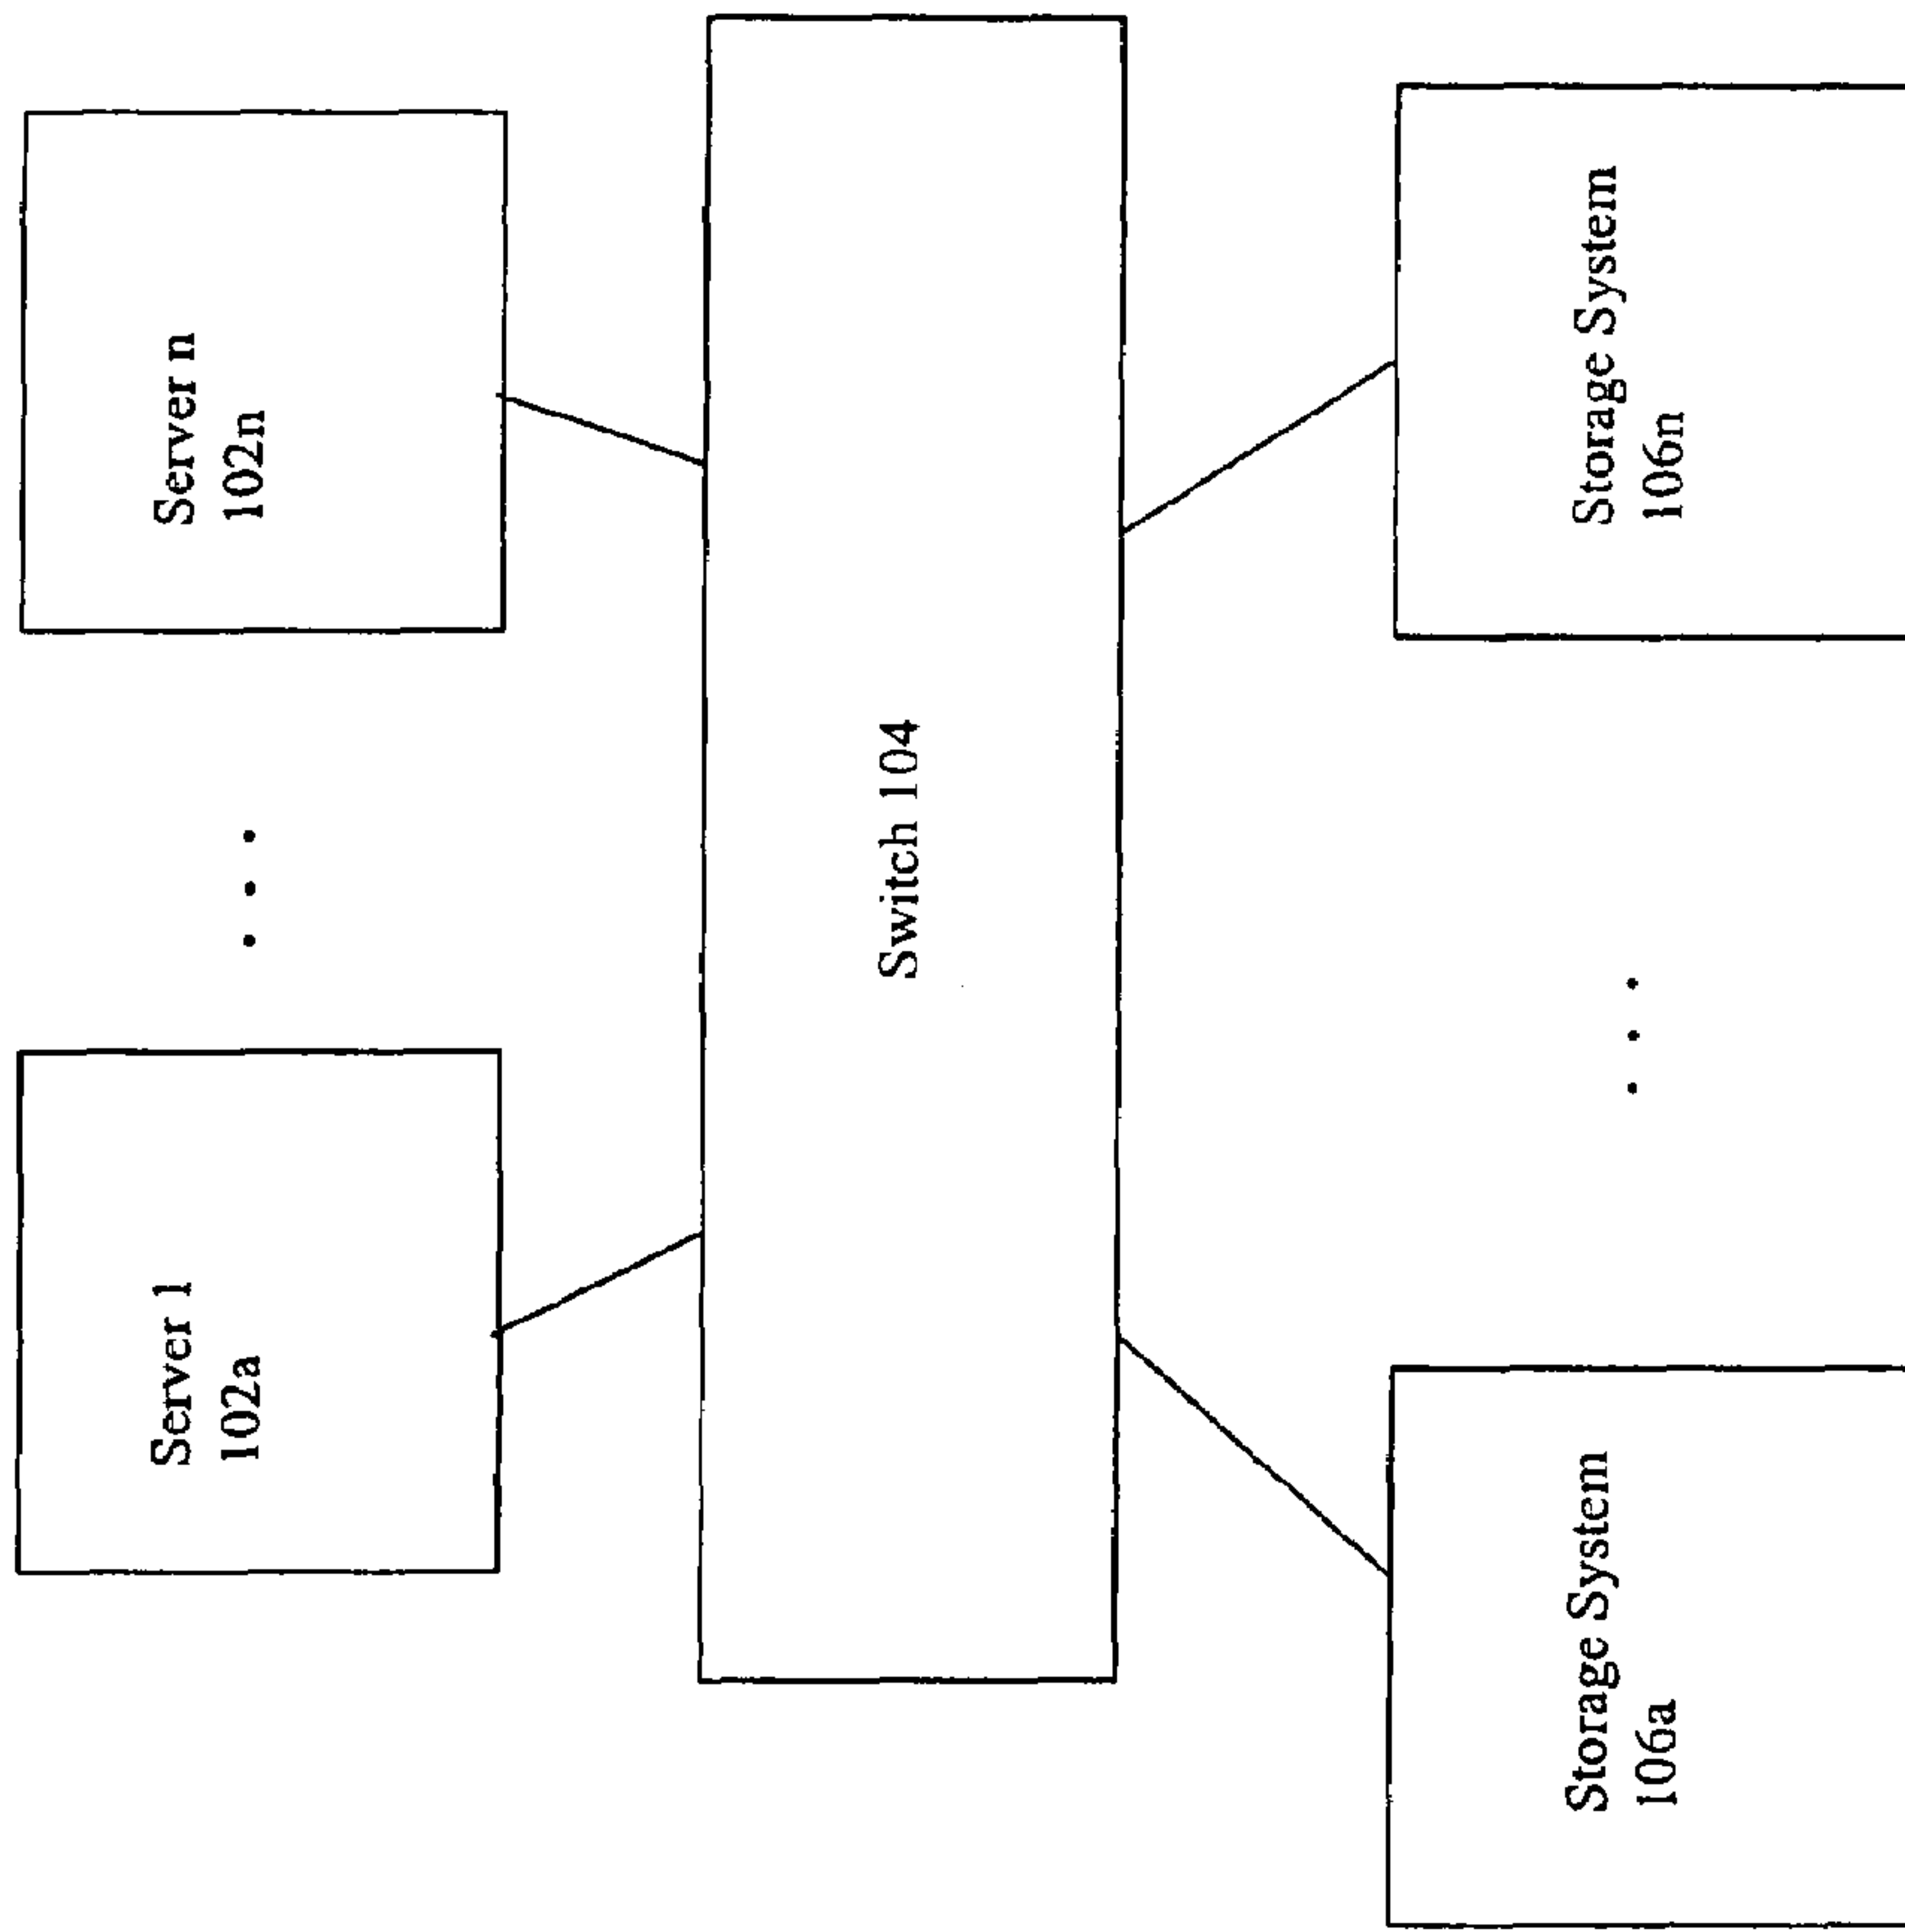 Server 1
102a
. . .
Server n
102n
Switch 104
Storage System
106a
. . .
Storage System
106n